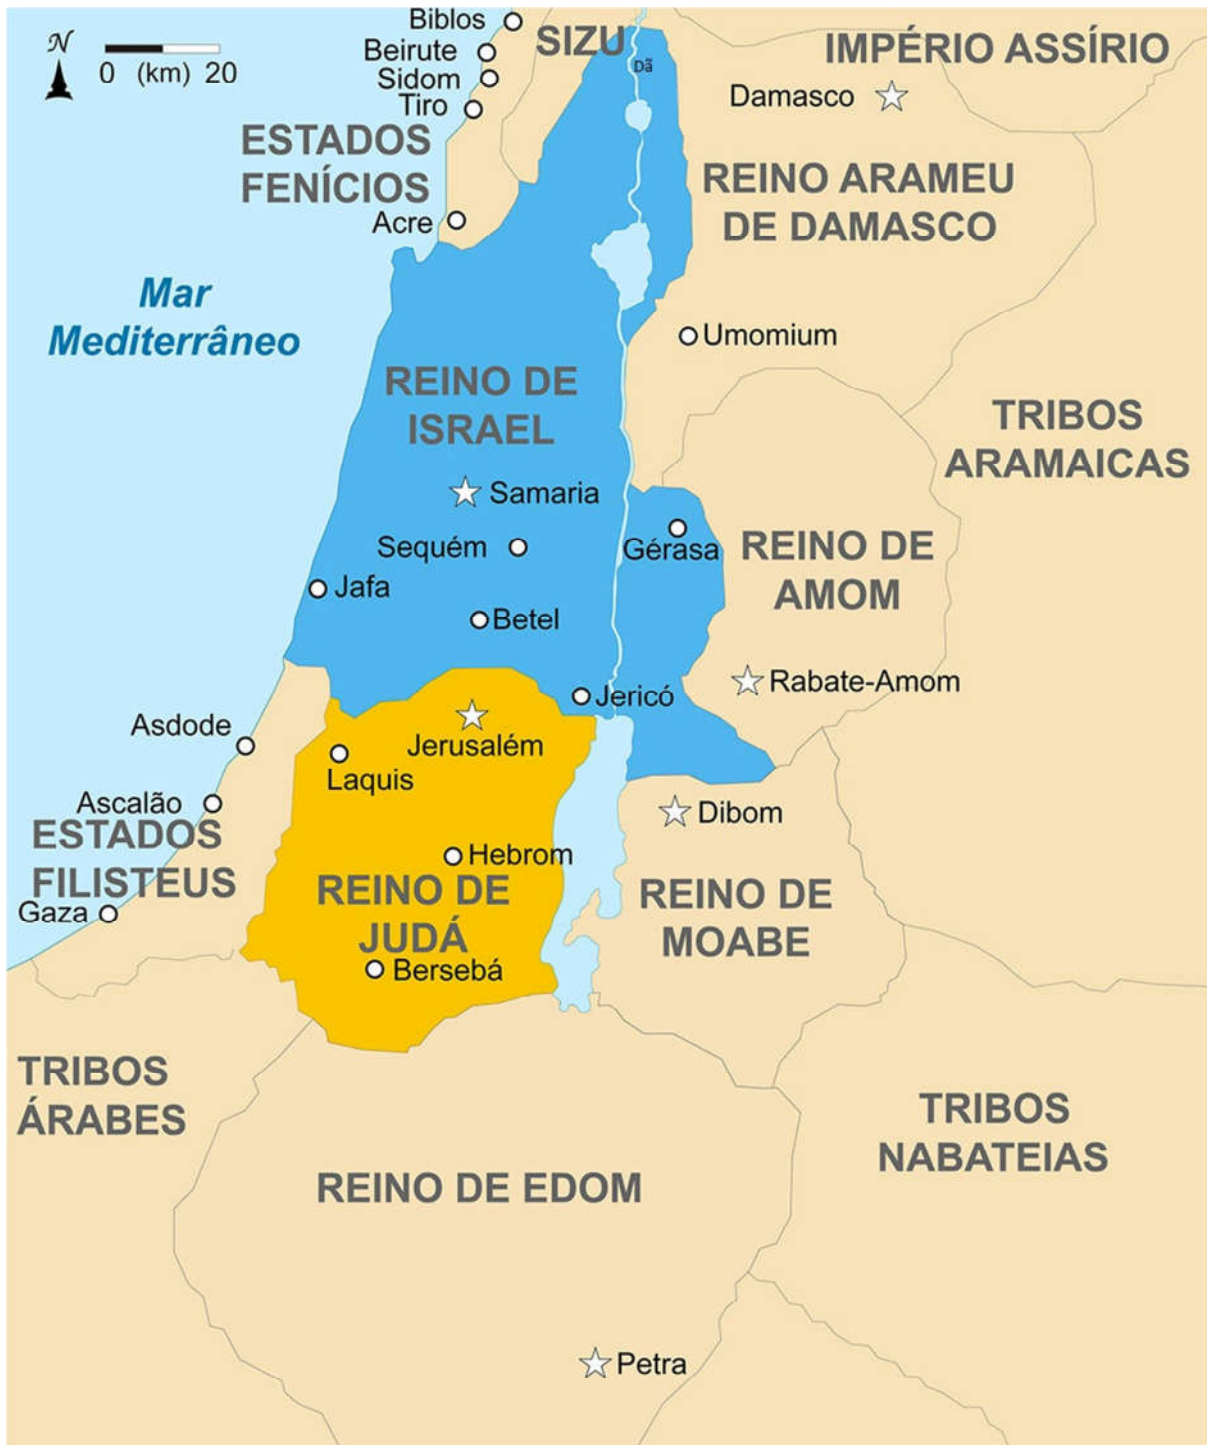 Biblos
N
0 (km) 20
Beirute
Sidom
Tiro
SIZU
Dã
IMPÉRIO ASSÍRIO
Damasco
ESTADOS
FENÍCIOS
REINO ARAMEU
DE DAMASCO
Acre
Mar
Mediterrâneo
Umomium
REINO DE
ISRAEL
TRIBOS
ARAMAICAS
Samaria
Sequém
Gérasa
REINO DE
AMOM
Jafa
Betel
Rabate-Amom
Jericó
Asdode
Jerusalém
Laquis
Ascalão
Dibom
ESTADOS
FILISTEUS
Hebrom
REINO DE
JUDÁ
REINO DE
MOABE
Gaza
Bersebá
TRIBOS
ÁRABES
TRIBOS
NABATEIAS
REINO DE EDOM
Petra